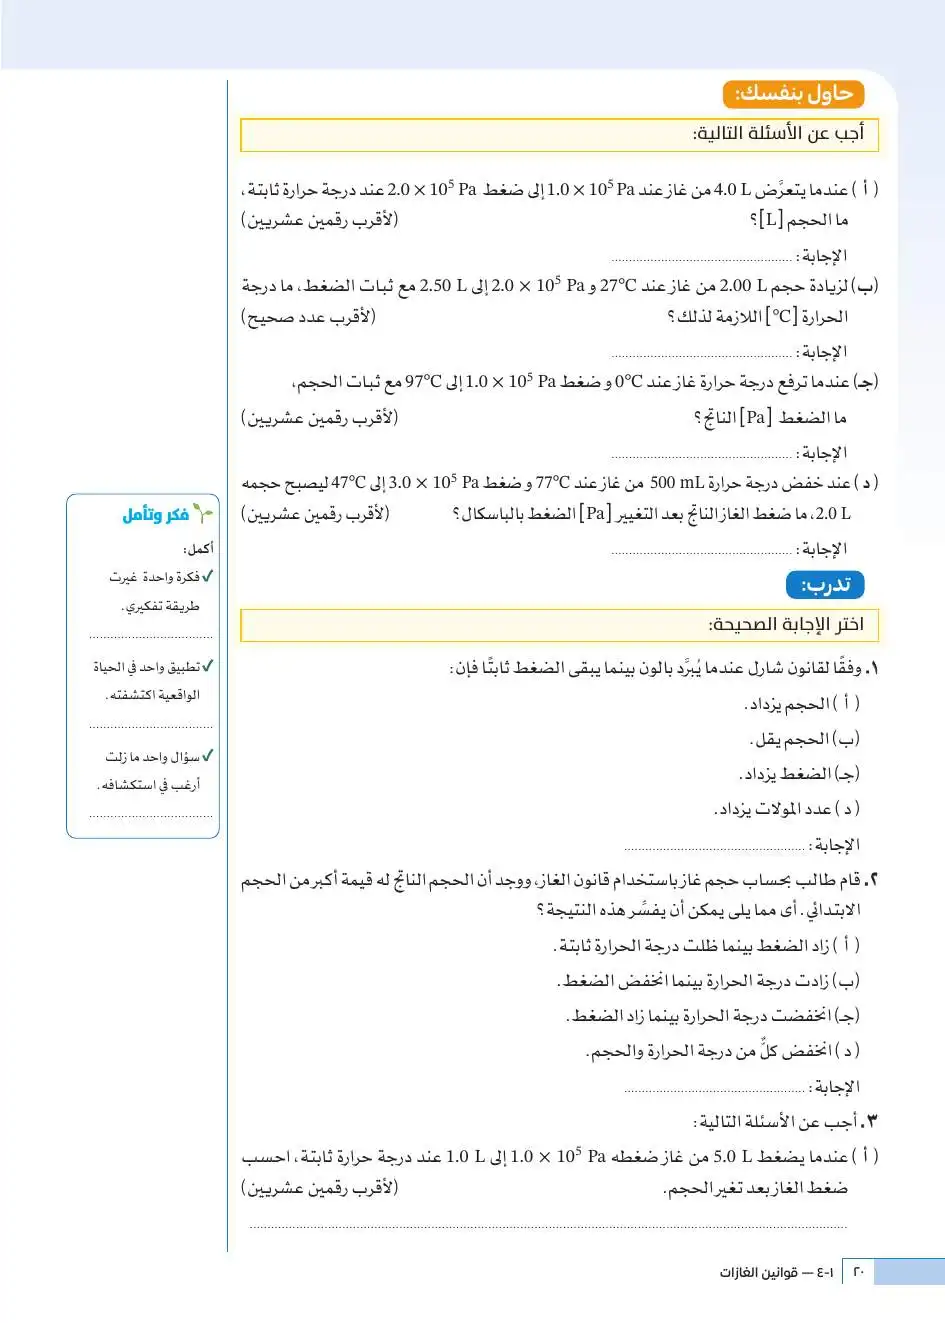 حاول بنفسك:
أجب عن الأسئلة التالية:
( أ ) عندما يتعرَّض 4.0 L من غاز عند 1.0 × 10⁵ Pa إلى ضغط 2.0 × 10⁵ Pa عند درجة حرارة ثابتة،
ما الحجم [L]؟ (لأقرب رقمين عشريين)
الإجابة: ........................................
(ب) لزيادة حجم 2.00 L من غاز عند 27°C و 2.0 × 10⁵ Pa إلى 2.50 L مع ثبات الضغط، ما درجة
الحرارة [°C] اللازمة لذلك؟ (لأقرب عدد صحيح)
الإجابة: ........................................
(جـ) عندما ترفع درجة حرارة غاز عند 0°C و ضغط 1.0 × 10⁵ Pa إلى 97°C مع ثبات الحجم،
ما الضغط [Pa] الناتج؟ (لأقرب رقمين عشريين)
الإجابة: ........................................
( د ) عند خفض درجة حرارة 500 mL من غاز عند 77°C و ضغط 3.0 × 10⁵ Pa إلى 47°C ليصبح حجمه
2.0 L، ما ضغط الغاز الناتج بعد التغيير [Pa] الضغط بالباسكال؟ (لأقرب رقمين عشريين)
الإجابة: ........................................
تدرب:
اختر الإجابة الصحيحة:
١. وفقًا لقانون شارل عندما يُبرَّد بالون بينما يبقى الضغط ثابتًا فإن:
( أ ) الحجم يزداد.
(ب) الحجم يقل.
(جـ) الضغط يزداد.
( د ) عدد المولات يزداد.
الإجابة: ........................................
٢. قام طالب بحساب حجم غاز باستخدام قانون الغاز، ووجد أن الحجم الناتج له قيمة أكبر من الحجم
الابتدائي. أى مما يلى يمكن أن يفسَّر هذه النتيجة؟
( أ ) زاد الضغط بينما ظلت درجة الحرارة ثابتة.
(ب) زادت درجة الحرارة بينما انخفض الضغط.
(جـ) انخفضت درجة الحرارة بينما زاد الضغط.
( د ) انخفض كلٌّ من درجة الحرارة والحجم.
الإجابة: ........................................
٣. أجب عن الأسئلة التالية:
( أ ) عندما يضغط 5.0 L من غاز ضغطه 1.0 × 10⁵ Pa إلى 1.0 L عند درجة حرارة ثابتة، احسب
ضغط الغاز بعد تغير الحجم. (لأقرب رقمين عشريين)
........................................
فكر وتأمل
أكمل:
✓ فكرة واحدة غيرت
طريقة تفكيري.
........................................
✓ تطبيق واحد في الحياة
الواقعية اكتشفته.
........................................
✓ سؤال واحد ما زلت
أرغب في استكشافه.
........................................
٢٠ ١-٤ — قوانين الغازات